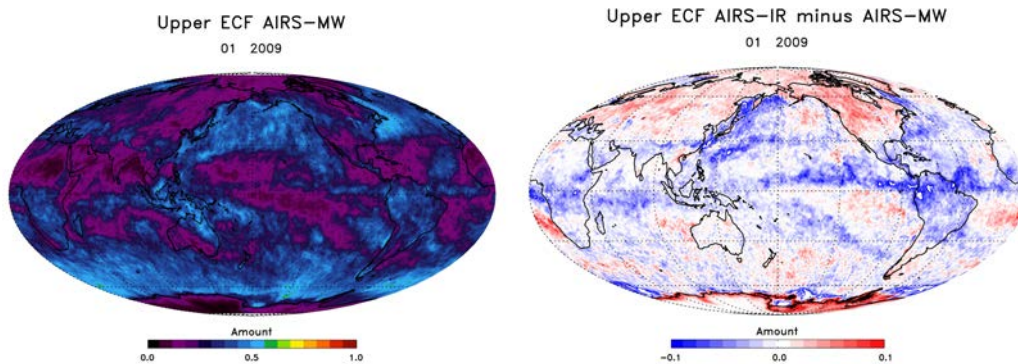 Upper ECF AIRS-MW
01 2009
Amount
0.0 0.5 1.0
Upper ECF AIRS-IR minus AIRS-MW
01 2009
Amount
-0.1 0.0 0.1